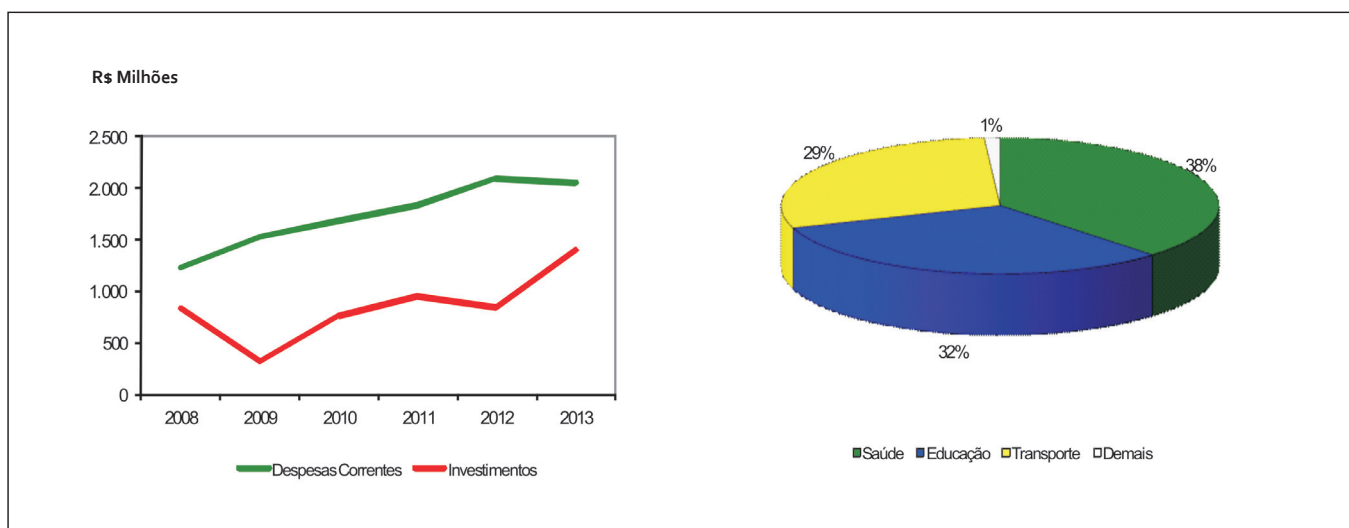 R$ Milhões
2.500
2.000
1.500
1.000
500
0
2008 2009 2010 2011 2012 2013
Despesas Correntes Investimentos
1%
29%
38%
32%
Saúde Educação Transporte Demais